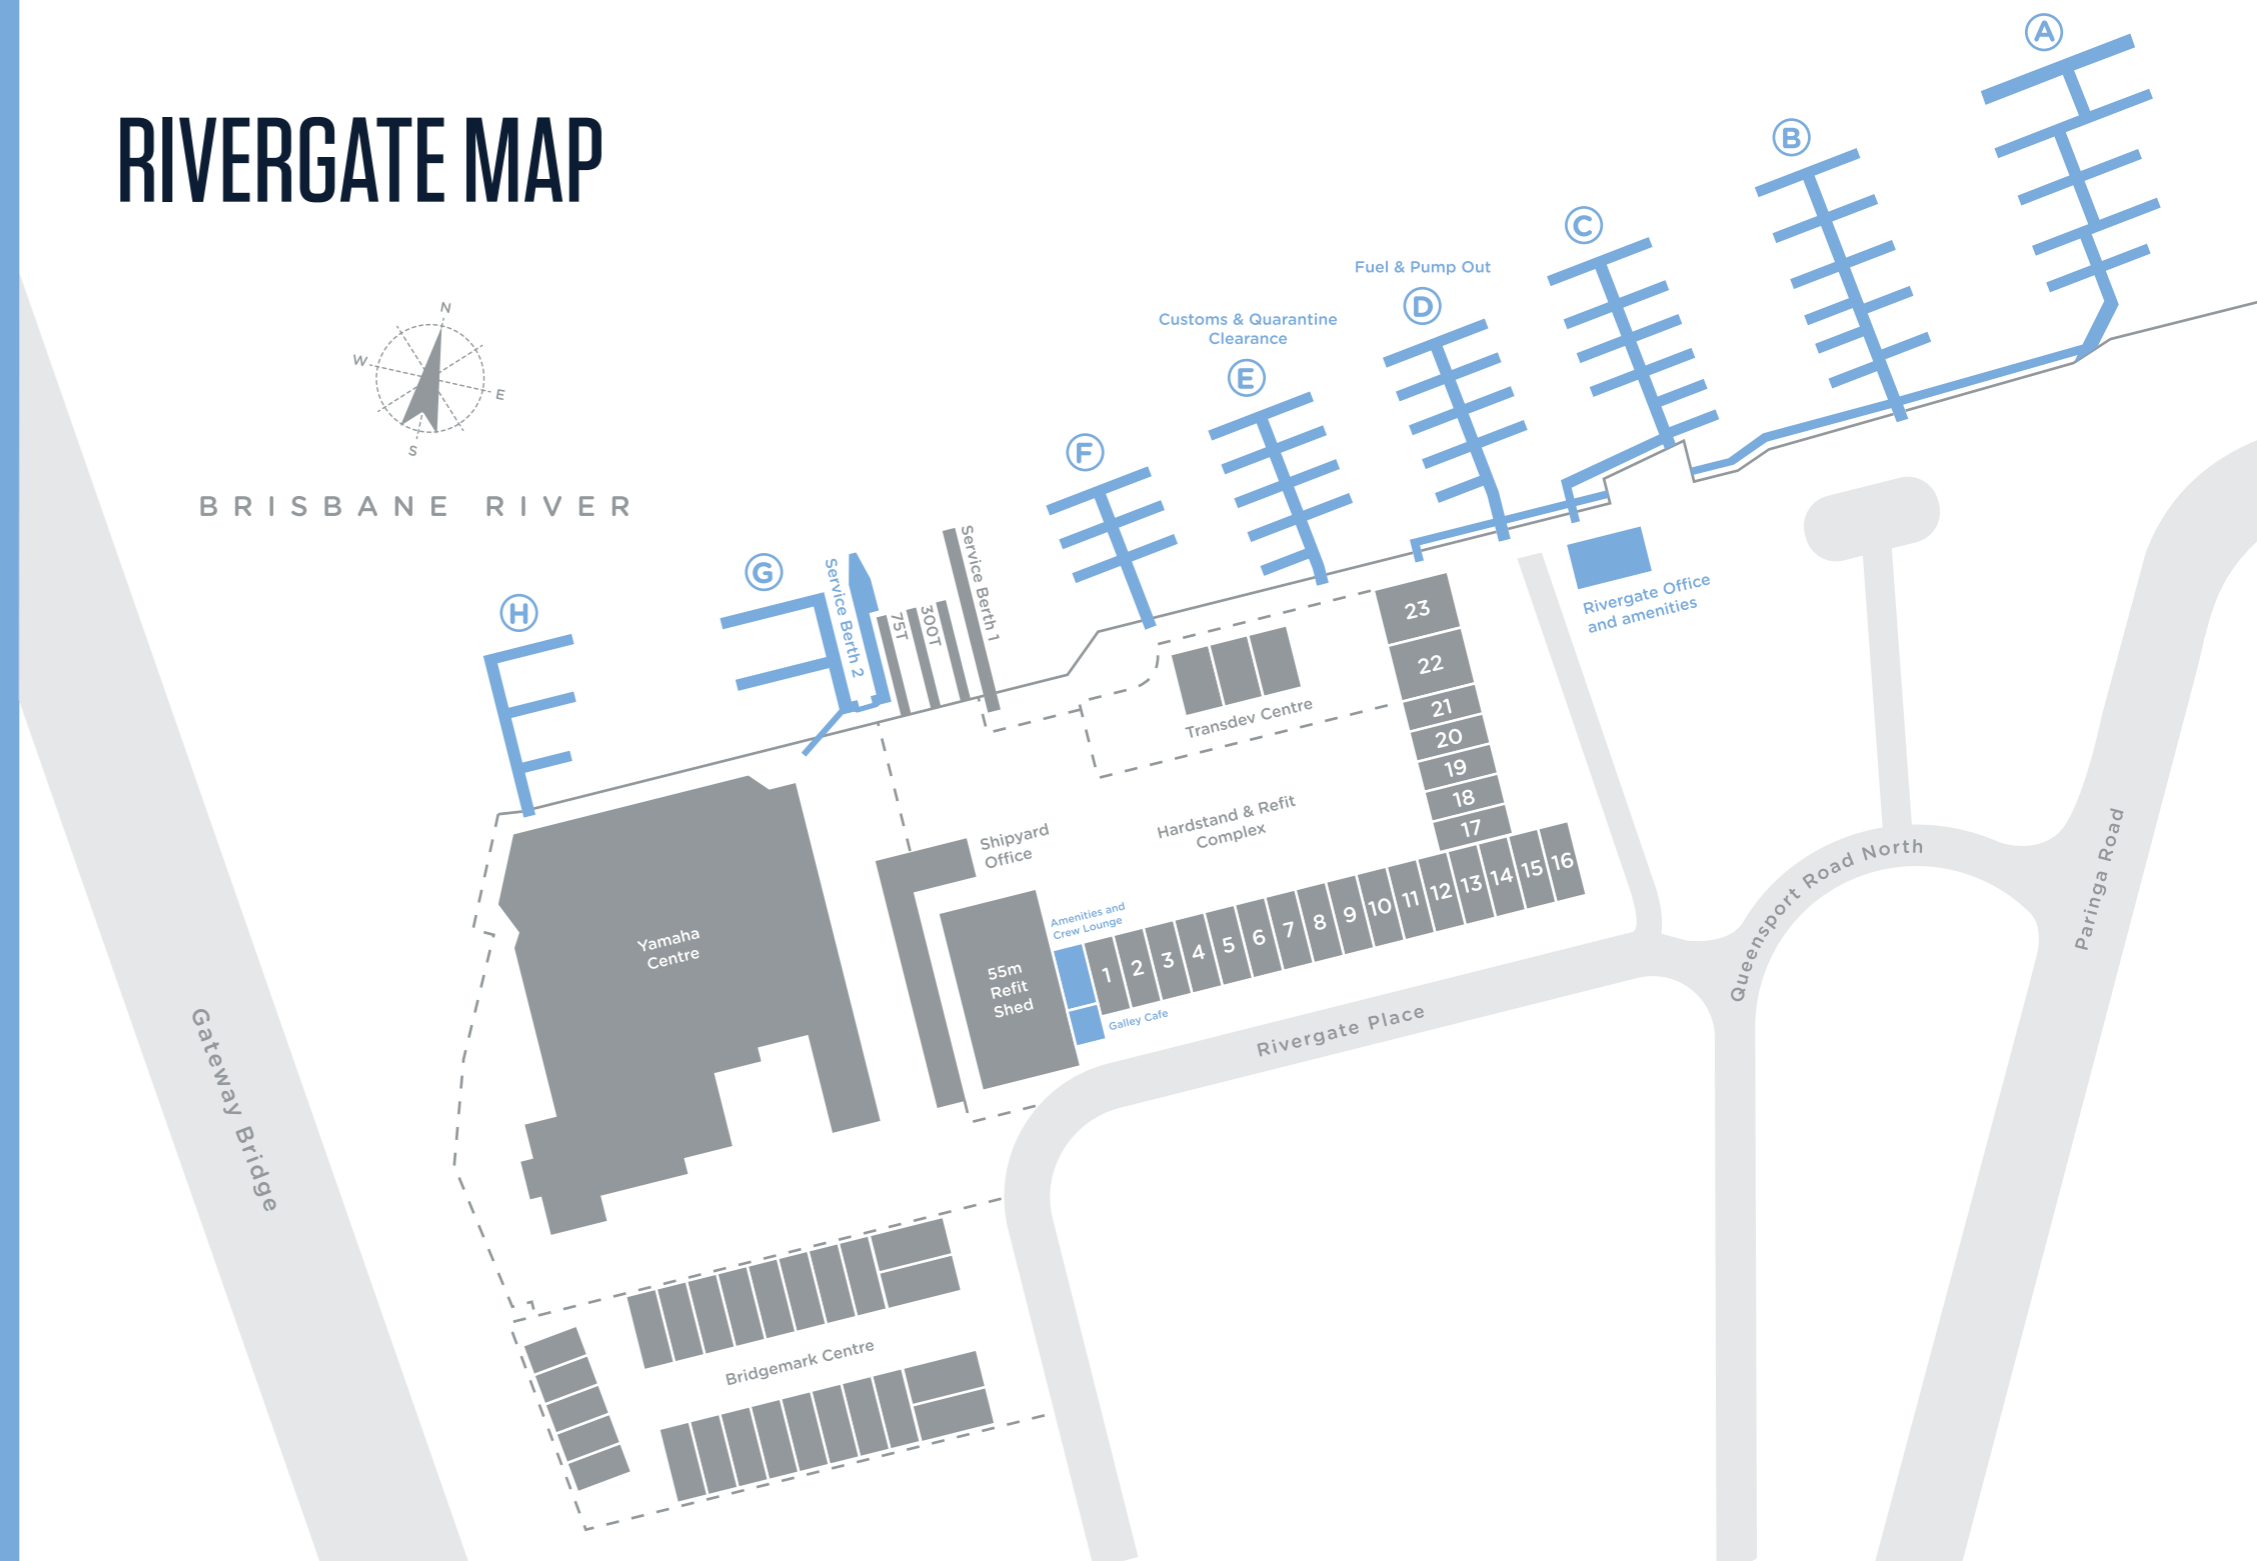 RIVERGATE MAP
A
B
C
Fuel & Pump Out
D
Customs & Quarantine
Clearance
E
F
N
W
E
S
BRISBANE RIVER
G
H
Service Berth 2
75T
300T
Service Berth 1
Rivergate Office
and amenities
Transdev Centre
23
22
21
20
19
18
17
Hardstand & Refit
Complex
Shipyard
Office
Amenities and
Crew Lounge
1
2
3
4
5
6
7
8
9
10
11
12
13
14
15
16
Yamaha
Centre
55m
Refit
Shed
Galley Cafe
Rivergate Place
Queensport Road North
Paringa Road
Gateway Bridge
Bridgemark Centre